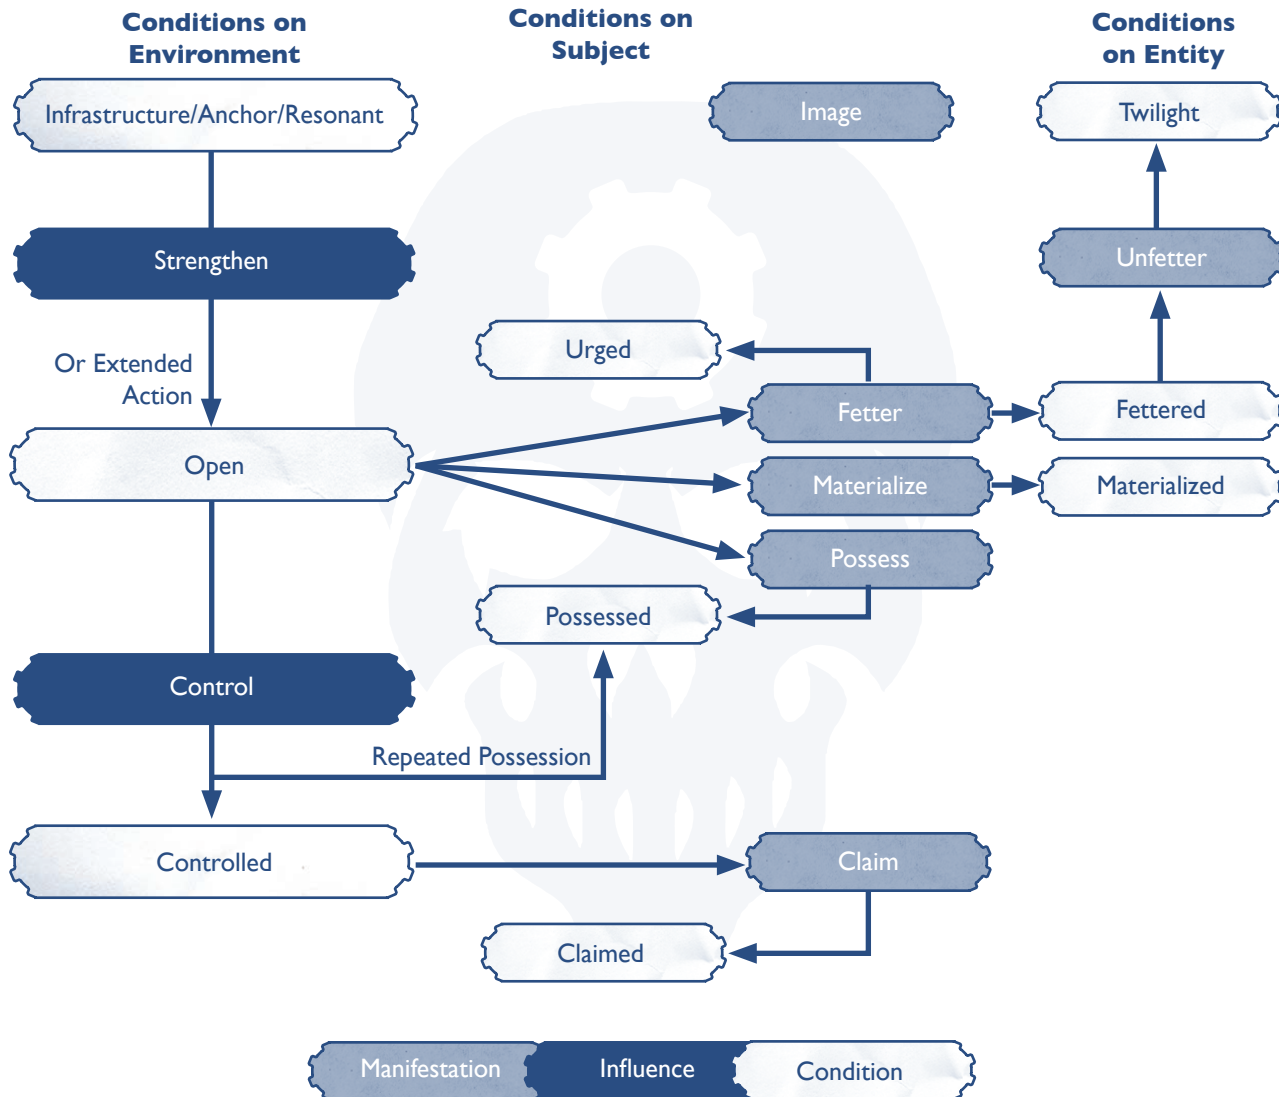 Conditions on
Environment
Conditions on
Subject
Conditions
on Entity
Infrastructure/Anchor/Resonant
Image
Twilight
Strengthen
Unfetter
Urged
Or Extended
Action
Fetter
Fettered
Open
Materialize
Materialized
Possess
Possessed
Control
Repeated Possession
Controlled
Claim
Claimed
Manifestation
Influence
Condition